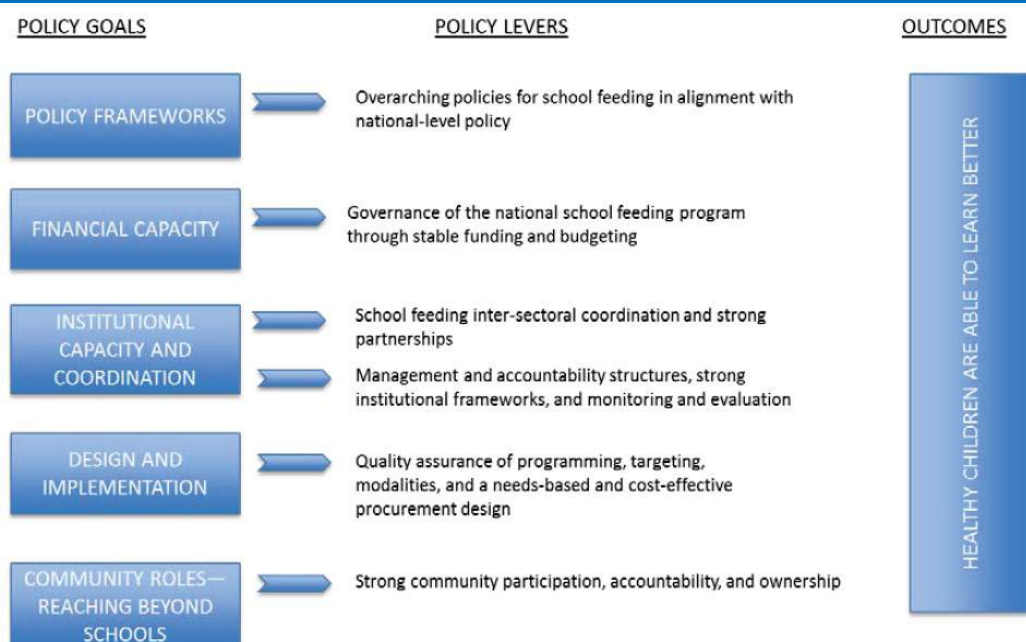 POLICY GOALS
POLICY LEVERS
OUTCOMES
POLICY FRAMEWORKS
Overarching policies for school feeding in alignment with
national-level policy
FINANCIAL CAPACITY
Governance of the national school feeding program
through stable funding and budgeting
INSTITUTIONAL
CAPACITY AND
COORDINATION
School feeding inter-sectoral coordination and strong
partnerships
Management and accountability structures, strong
institutional frameworks, and monitoring and evaluation
DESIGN AND
IMPLEMENTATION
Quality assurance of programming, targeting,
modalities, and a needs-based and cost-effective
procurement design
COMMUNITY ROLES—
REACHING BEYOND
SCHOOLS
Strong community participation, accountability, and ownership
HEALTHY CHILDREN ARE ABLE TO LEARN BETTER